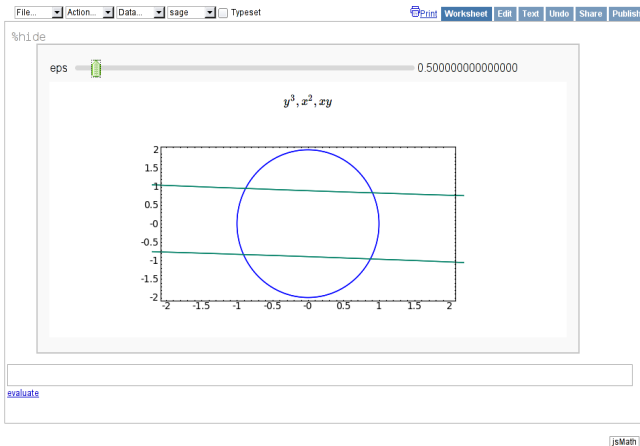 File... Action... Data... sage Typeset Print Worksheet Edit Text Undo Share Publish
%hide
eps 0.500000000000000
y³, x², xy
2
1.5
1
0.5
-0
-0.5
-1
-1.5
-2
-2 -1.5 -1 -0.5 -0 0.5 1 1.5 2
evaluate
jsMath